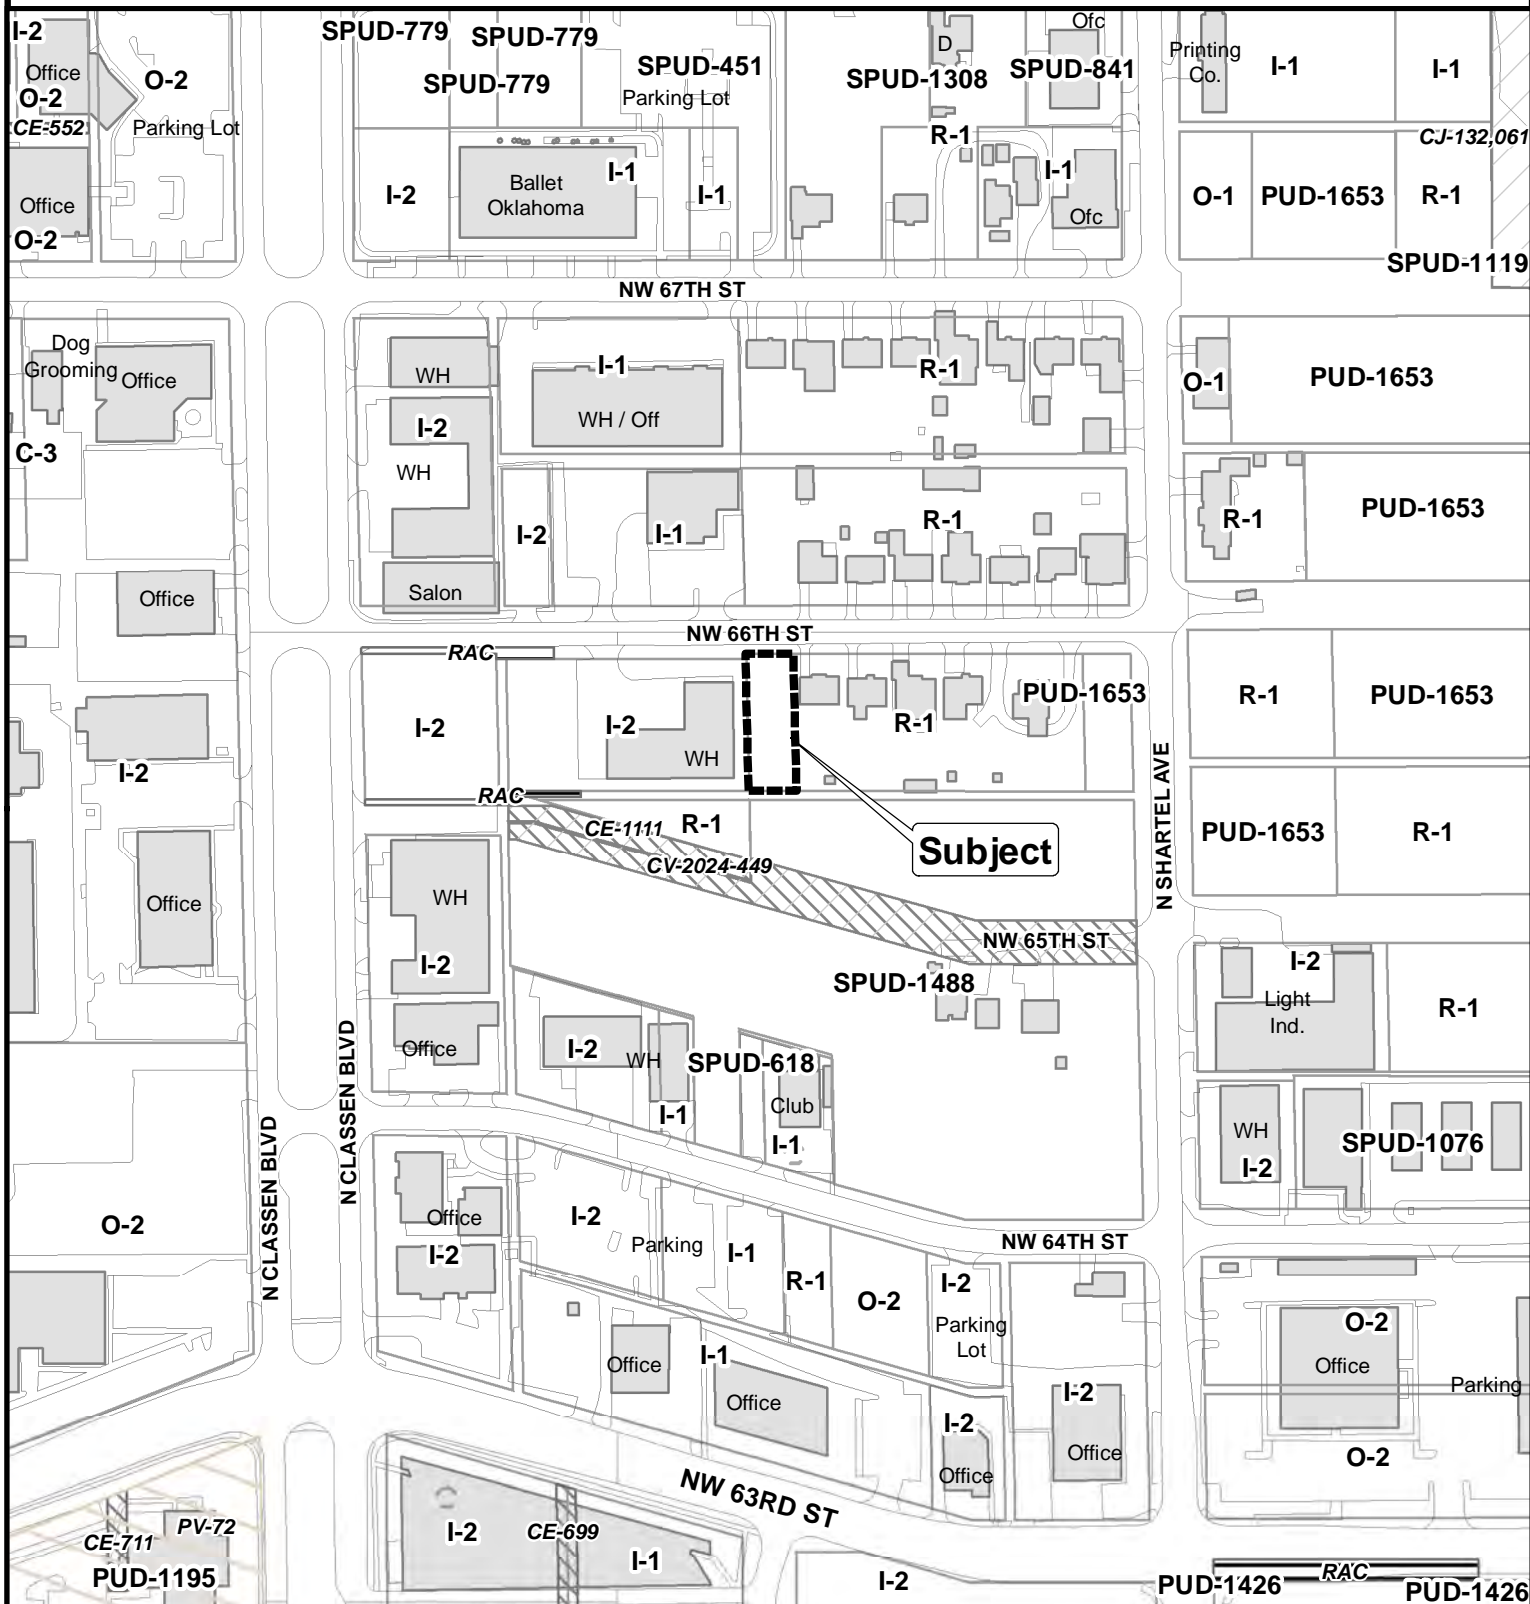 I-2
Office
O-2
CE-552
O-2
Parking Lot
Office
O-2
SPUD-779
SPUD-779
SPUD-779
SPUD-451
Parking Lot
I-2
Ballet
Oklahoma
I-1
I-1
D
SPUD-1308
R-1
Ofc
SPUD-841
I-1
Ofc
Printing
Co.
I-1
I-1
CJ-132,061
O-1
PUD-1653
R-1
SPUD-1119
NW 67TH ST
Dog
Grooming
Office
C-3
WH
I-2
WH
I-1
WH / Off
R-1
O-1
PUD-1653
I-2
I-1
R-1
R-1
PUD-1653
Office
Salon
NW 66TH ST
RAC
I-2
I-2
WH
R-1
PUD-1653
R-1
PUD-1653
I-2
RAC
CE-1111
R-1
CV-2024-449
Subject
N SHARTEL AVE
PUD-1653
R-1
Office
WH
I-2
NW 65TH ST
SPUD-1488
I-2
Light
Ind.
R-1
Office
I-2
WH
I-1
SPUD-618
Club
I-1
N CLASSEN BLVD
N CLASSEN BLVD
WH
I-2
SPUD-1076
O-2
Office
I-2
I-2
Parking
I-1
R-1
O-2
NW 64TH ST
I-2
Parking
Lot
O-2
Office
Parking
O-2
Office
I-1
Office
I-2
Office
I-2
Office
NW 63RD ST
CE-711
PV-72
PUD-1195
I-2
CE-699
I-1
I-2
PUD-1426
RAC
PUD-1426